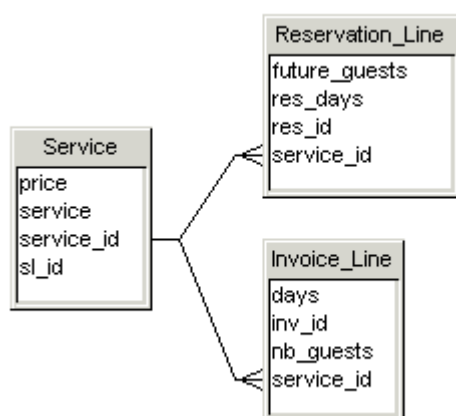 Reservation_Line
future_guests
res_days
res_id
service_id
Service
price
service
service_id
sl_id
Invoice_Line
days
inv_id
nb_guests
service_id